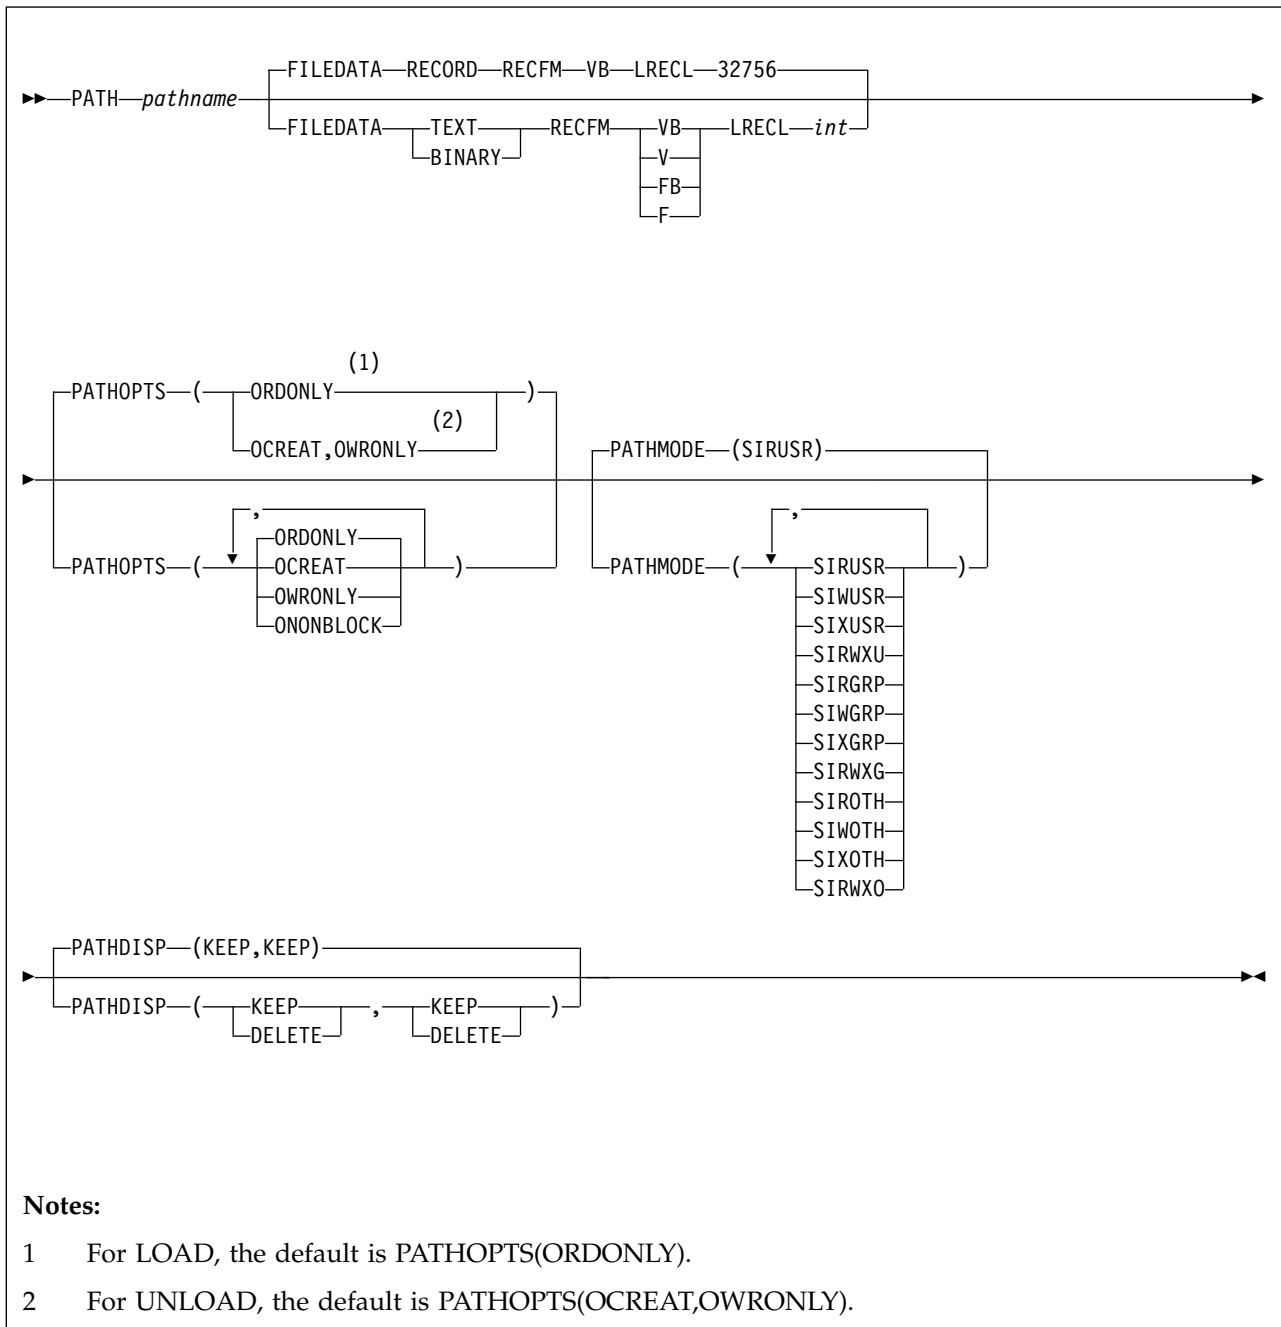 FILEDATA RECORD RECFM VB LRECL 32756
PATH pathname
FILEDATA TEXT RECFM VB LRECL int
BINARY V
FB
F
(1)
PATHOPTS ( ORDONLY )
(2)
OCREAT,OWRONLY PATHMODE (SIRUSR)
, ,
ORDONLY
PATHOPTS ( OCREAT ) PATHMODE ( SIRUSR )
OWRONLY SIWUSR
ONONBLOCK SIXUSR
SIRWXU
SIRGRP
SIWGRP
SIXGRP
SIRWXG
SIROTH
SIWOTH
SIXOTH
SIRWXO
PATHDISP (KEEP,KEEP)
PATHDISP ( KEEP , KEEP )
DELETE DELETE
Notes:
1 For LOAD, the default is PATHOPTS(ORDONLY).
2 For UNLOAD, the default is PATHOPTS(OCREAT,OWRONLY).